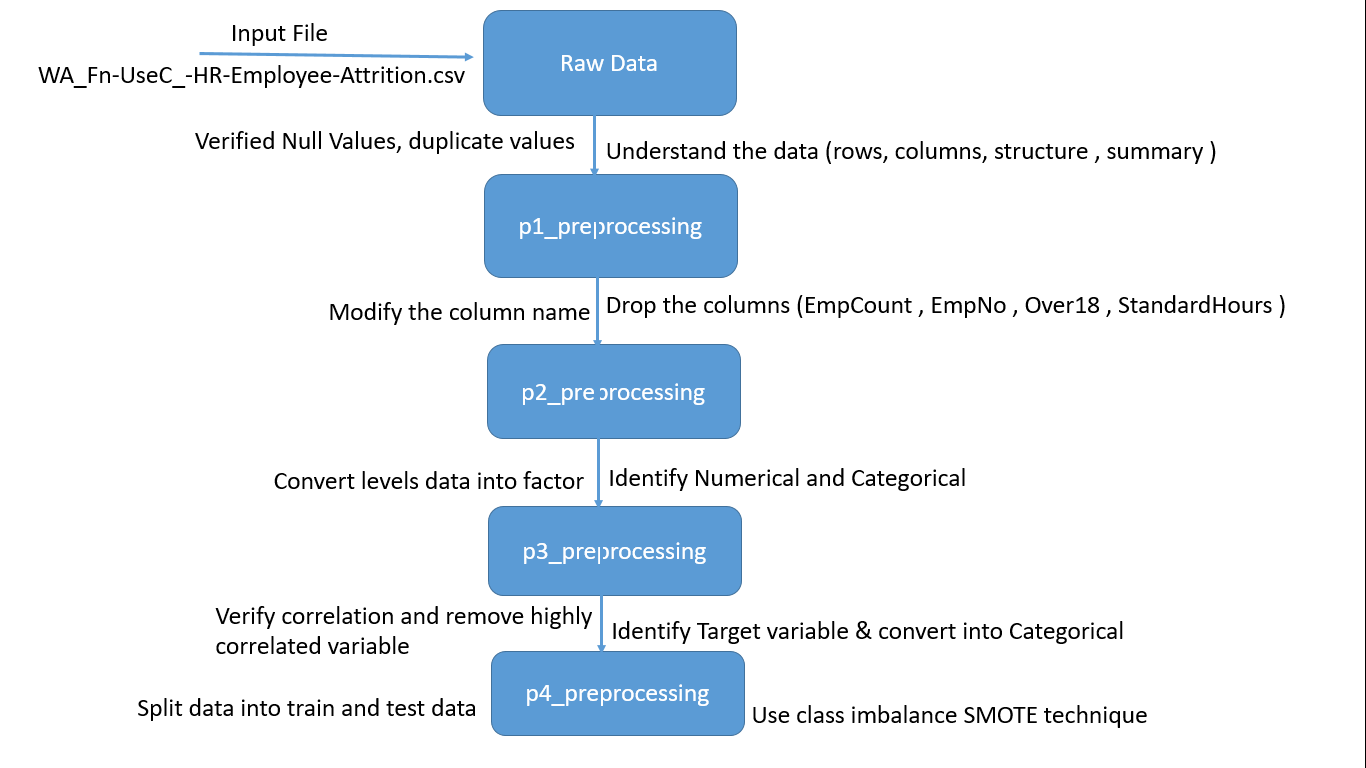 Input File
WA_Fn-UseC_-HR-Employee-Attrition.csv
Raw Data
Verified Null Values, duplicate values
Understand the data (rows, columns, structure , summary )
p1_preprocessing
Modify the column name
Drop the columns (EmpCount , EmpNo , Over18 , StandardHours )
p2_preprocessing
Convert levels data into factor
Identify Numerical and Categorical
p3_preprocessing
Verify correlation and remove highly
correlated variable
Identify Target variable & convert into Categorical
p4_preprocessing
Split data into train and test data
Use class imbalance SMOTE technique